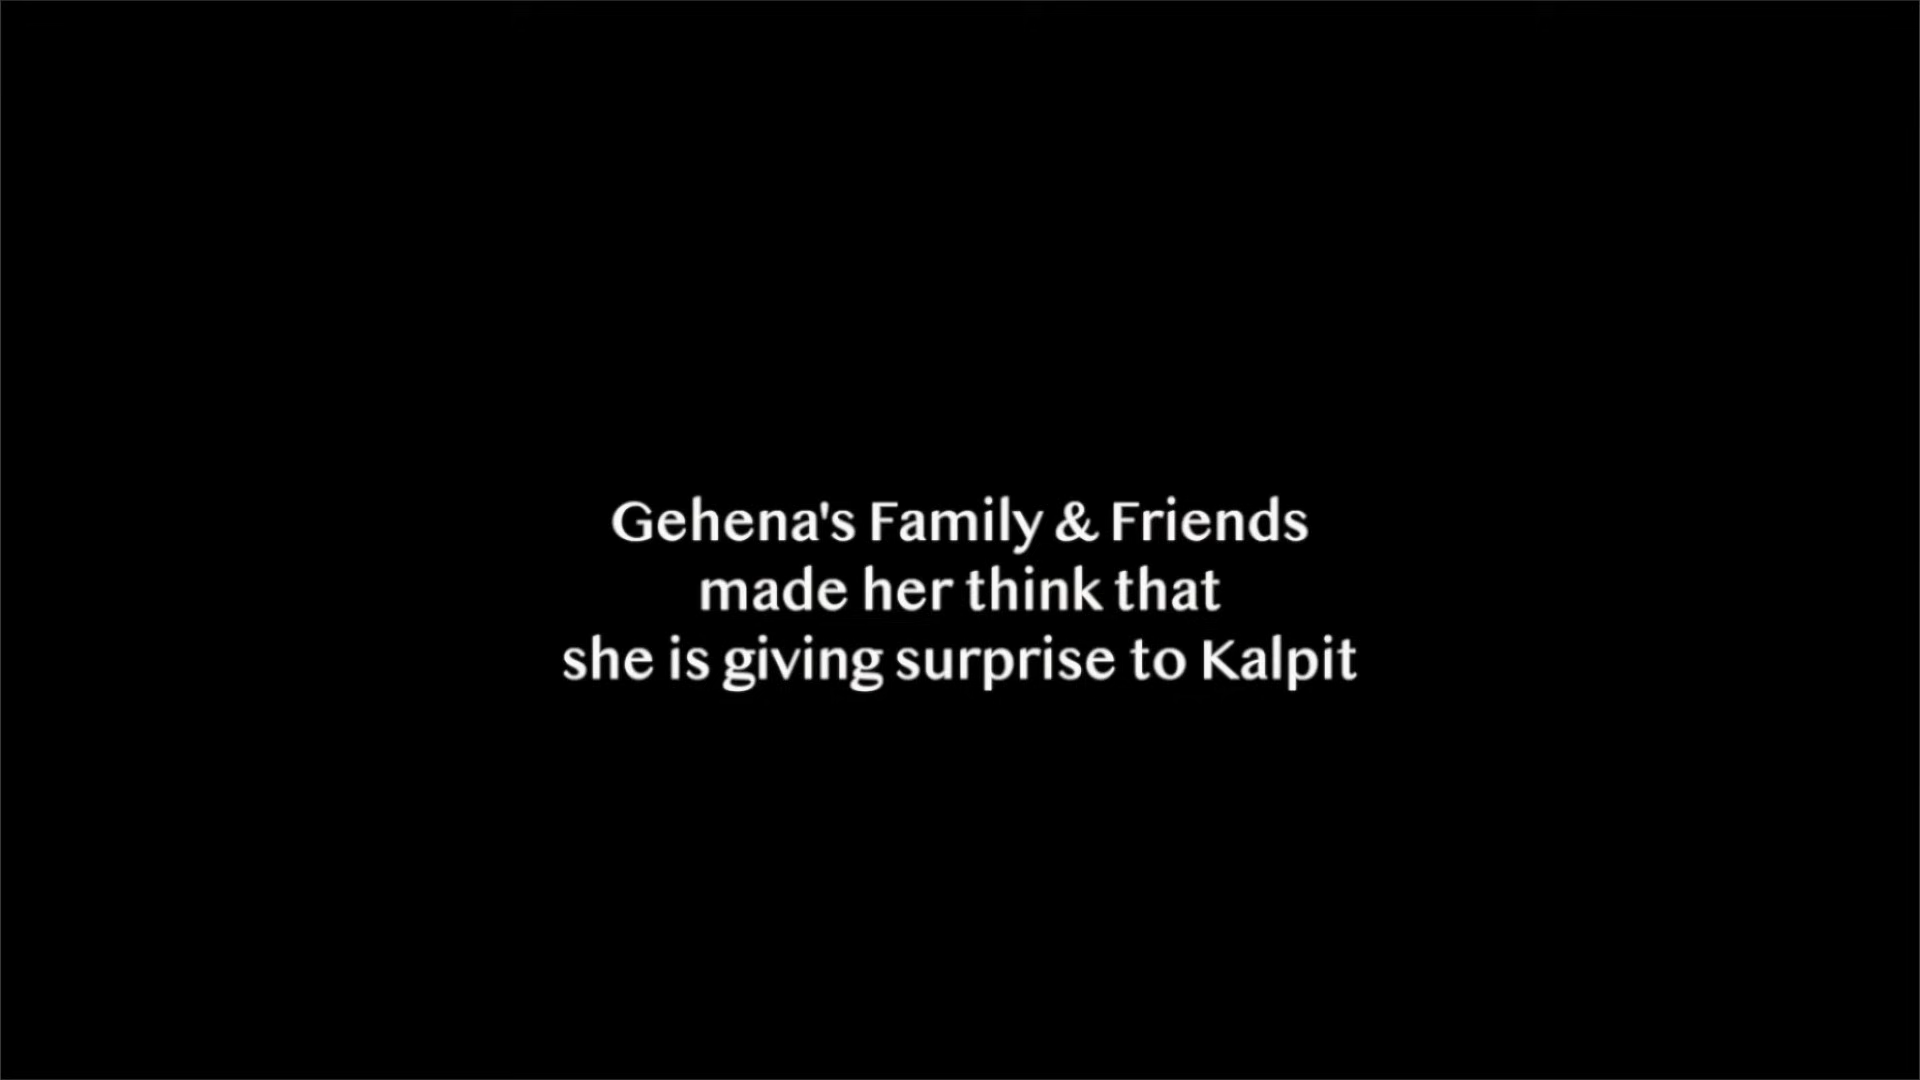 Gehena's Family & Friends
made her think that
she is giving surprise to Kalpit